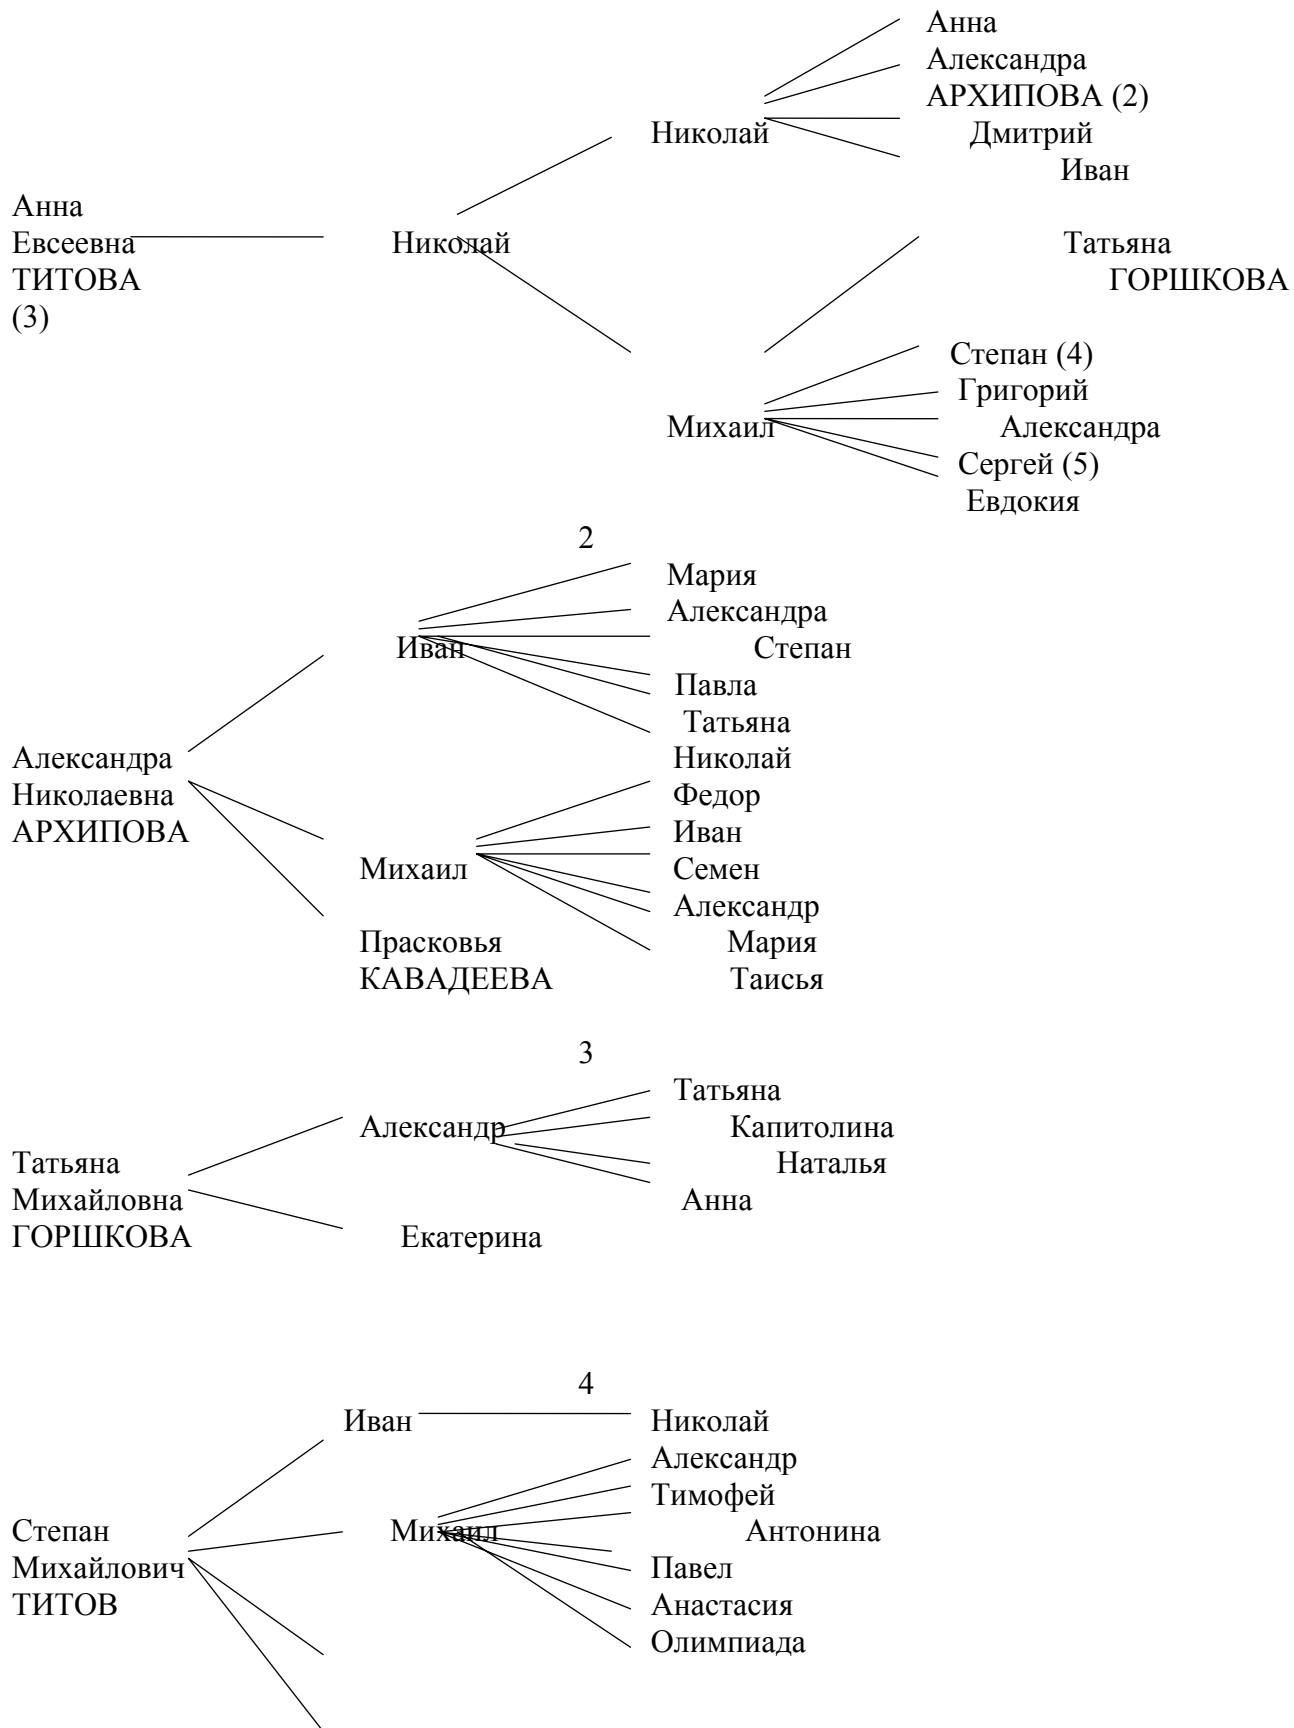 Анна
Александра
АРХИПОВА (2)
Николай Дмитрий
Иван
Анна
Евсеевна Николай Татьяна
ТИТОВА ГОРШКОВА
(3)
Степан (4)
Григорий
Михаил Александра
Сергей (5)
Евдокия
2
Мария
Александра
Иван Степан
Павла
Татьяна
Александра Николай
Николаевна Федор
АРХИПОВА Иван
Михаил Семен
Александр
Прасковья Мария
КАВАДЕЕВА Таисья
3
Татьяна
Александр Капитолина
Татьяна Наталья
Михайловна Анна
ГОРШКОВА Екатерина
4
Иван Николай
Александр
Тимофей
Степан Михаил Антонина
Михайлович Павел
ТИТОВ Анастасия
Олимпиада